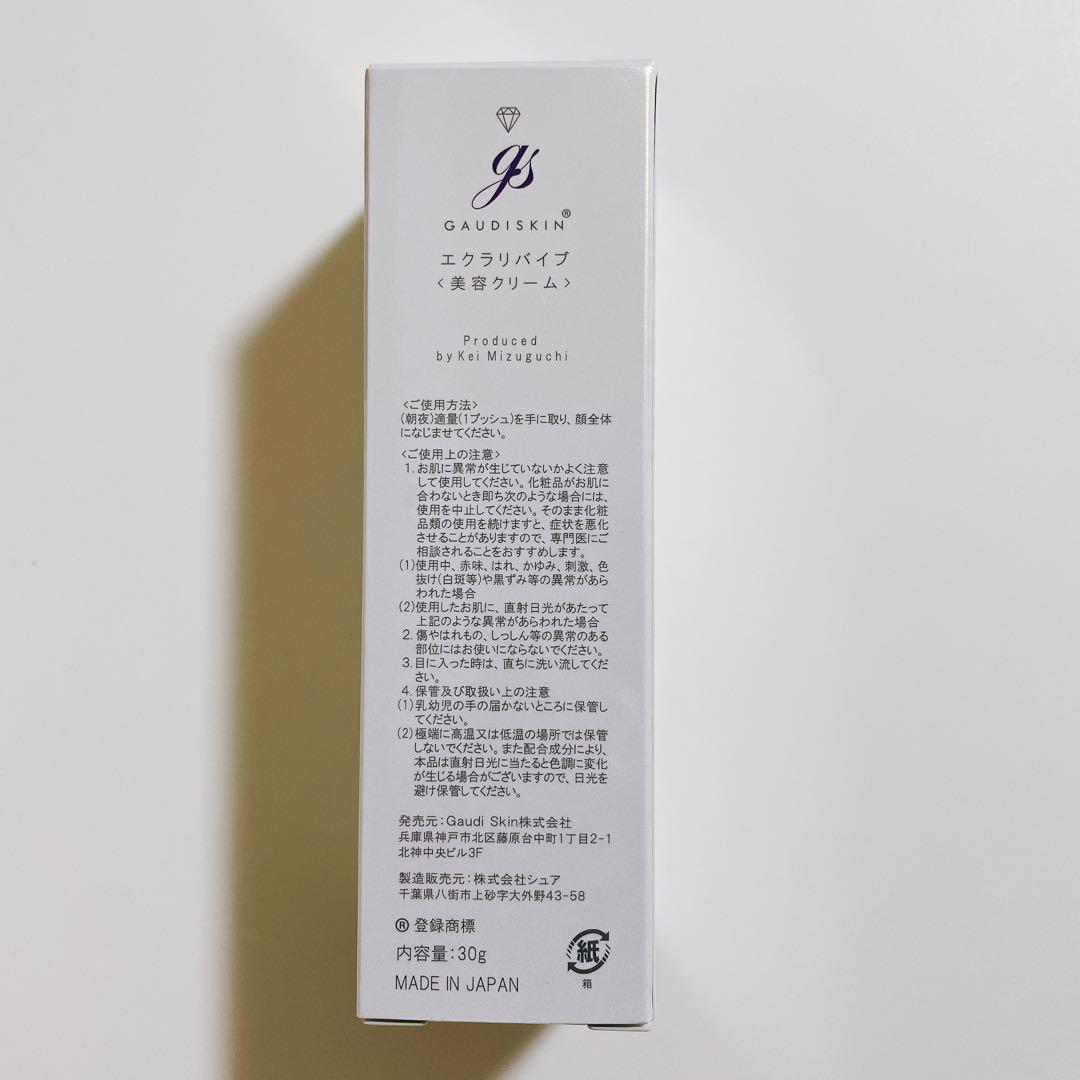 gs
GAUDISKIN®
エクラリバイブ
<美容クリーム>
Produced
by Kei Mizuguchi
<ご使用方法>
(朝夜)適量(1プッシュ)を手に取り、顔全体
になじませてください。
<ご使用上の注意>
1. お肌に異常が生じていないかよく注意
して使用してください。化粧品がお肌に
合わないとき即ち次のような場合には、
使用を中止してください。そのまま化粧
品類の使用を続けますと、症状を悪化
させることがありますので、専門医にご
相談されることをおすすめします。
(1)使用中、赤味、はれ、かゆみ、刺激、色
抜け(白斑等)や黒ずみ等の異常があら
われた場合
(2)使用したお肌に、直射日光があたって
上記のような異常があらわれた場合
2. 傷やはれもの、しっしん等の異常のある
部位にはお使いにならないでください。
3. 目に入った時は、直ちに洗い流してくだ
さい。
4. 保管及び取扱い上の注意
(1)乳幼児の手の届かないところに保管し
てください。
(2)極端に高温又は低温の場所では保管
しないでください。また配合成分により、
本品は直射日光に当たると色調に変化
が生じる場合がございますので、日光を
避け保管してください。
発売元:Gaudi Skin株式会社
兵庫県神戸市北区藤原台中町1丁目2-1
北神中央ビル3F
製造販売元:株式会社シュア
千葉県八街市上砂字大外野43-58
® 登録商標
内容量:30g
MADE IN JAPAN
紙
箱